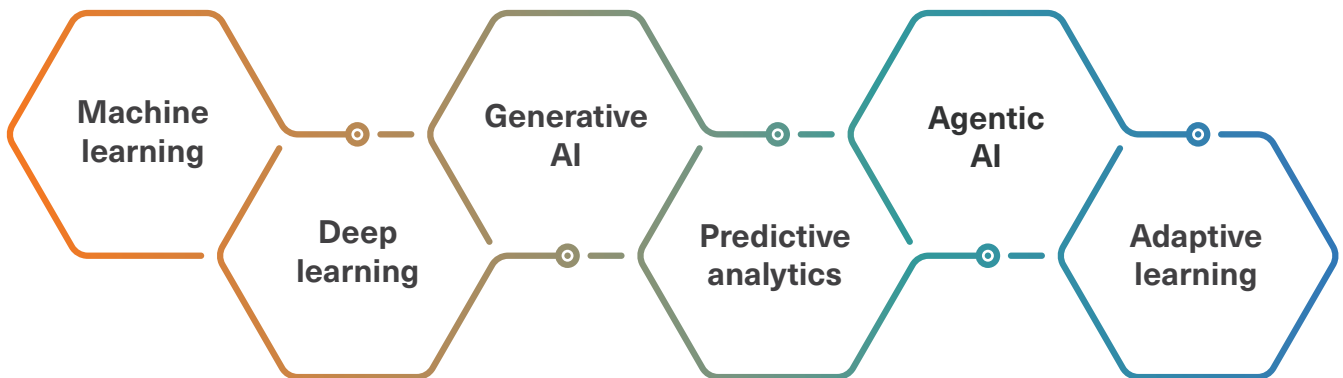 Machine
learning
Deep
learning
Generative
AI
Predictive
analytics
Agentic
AI
Adaptive
learning